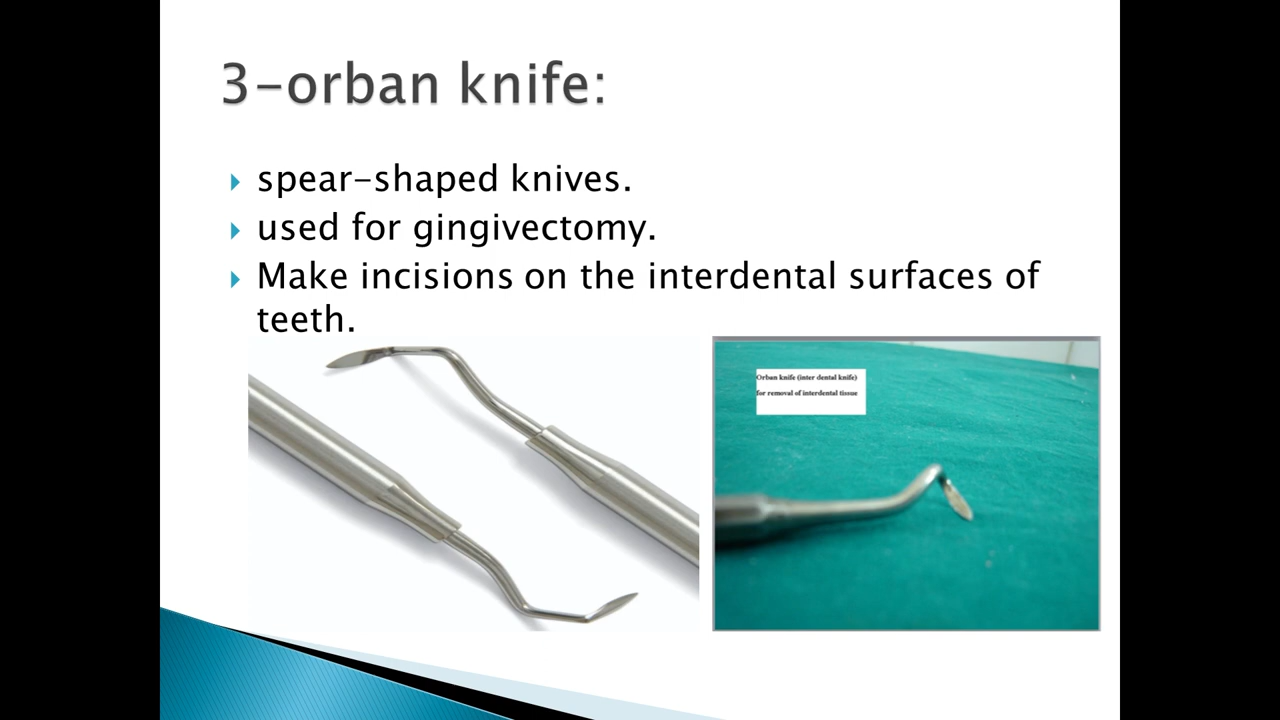 3-orban knife:
spear-shaped knives.
used for gingivectomy.
Make incisions on the interdental surfaces of
teeth.
Orban knife (inter dental knife)
for removal of interdental tissue